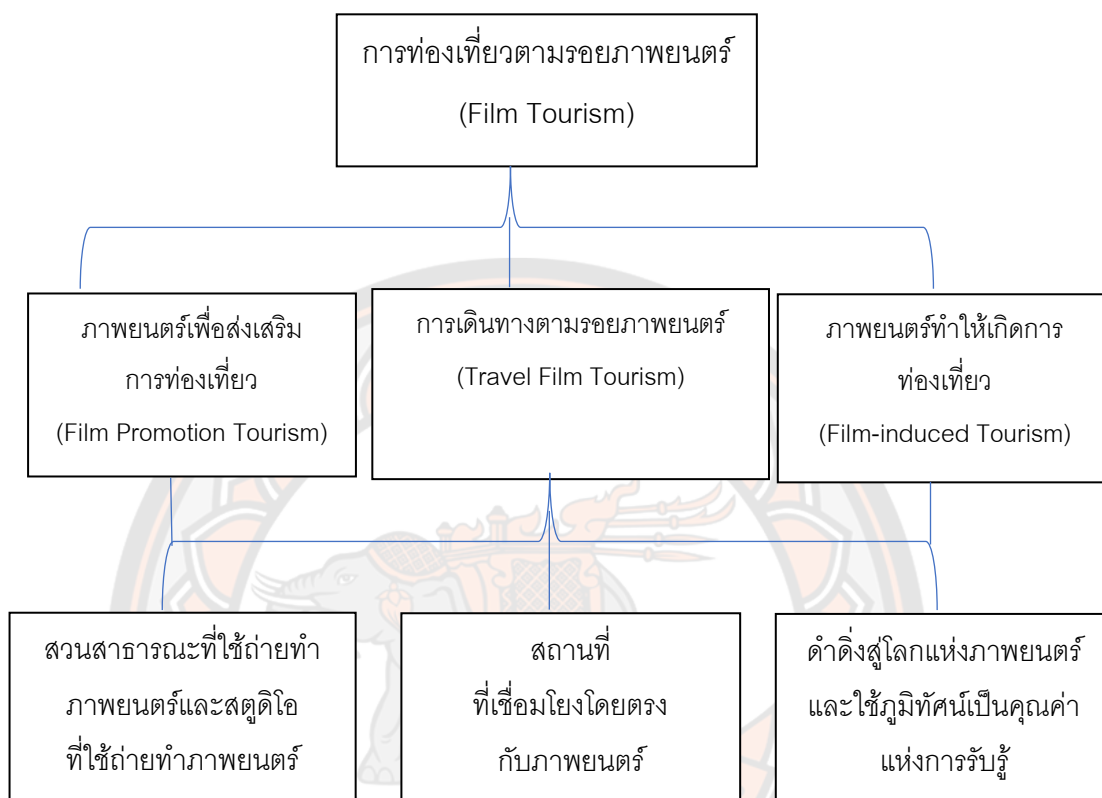 การท่องเที่ยวตามรอยภาพยนตร์
(Film Tourism)
ภาพยนตร์เพื่อส่งเสริม
การท่องเที่ยว
(Film Promotion Tourism)
การเดินทางตามรอยภาพยนตร์
(Travel Film Tourism)
ภาพยนตร์ทำให้เกิดการ
ท่องเที่ยว
(Film-induced Tourism)
สวนสาธารณะที่ใช้ถ่ายทำ
ภาพยนตร์และสตูดิโอ
ที่ใช้ถ่ายทำภาพยนตร์
สถานที่
ที่เชื่อมโยงโดยตรง
กับภาพยนตร์
ดำดิ่งสู่โลกแห่งภาพยนตร์
และใช้ภูมิทัศน์เป็นคุณค่า
แห่งการรับรู้